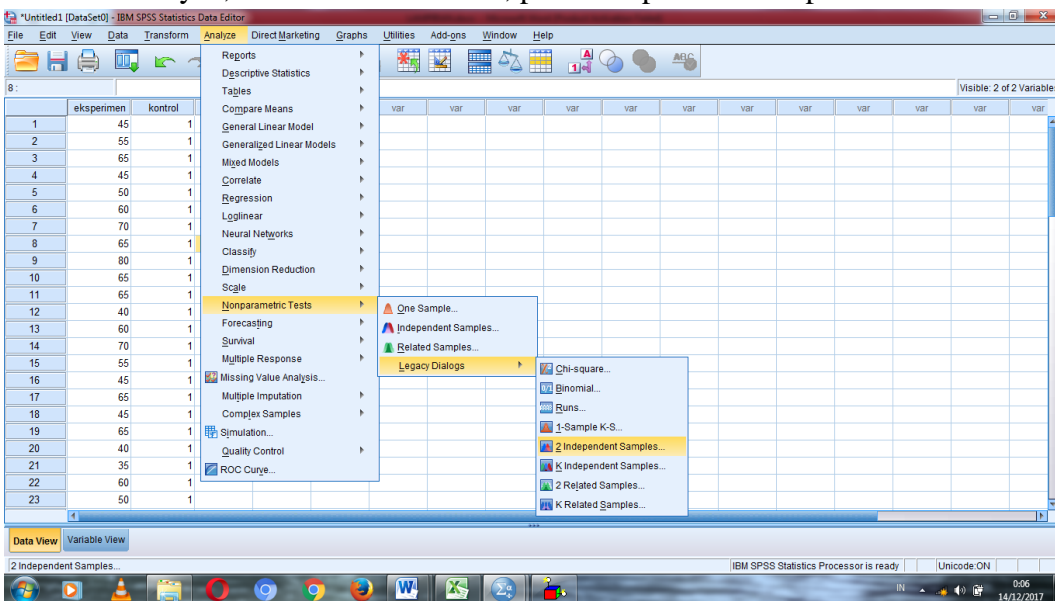 *Untitled1 [DataSet0] - IBM SPSS Statistics Data Editor
File Edit View Data Transform Analyze Direct Marketing Graphs Utilities Add-ons Window Help
8 :
Visible: 2 of 2 Variable
eksperimen kontrol var var var var var var var var var var var
1 45 1
2 55 1
3 65 1
4 45 1
5 50 1
6 60 1
7 70 1
8 65 1
9 80 1
10 65 1
11 65 1
12 40 1
13 60 1
14 70 1
15 55 1
16 45 1
17 65 1
18 45 1
19 65 1
20 40 1
21 35 1
22 60 1
23 50 1
Reports
Descriptive Statistics
Tables
Compare Means
General Linear Model
Generalized Linear Models
Mixed Models
Correlate
Regression
Loglinear
Neural Networks
Classify
Dimension Reduction
Scale
Nonparametric Tests
Forecasting
Survival
Multiple Response
Missing Value Analysis...
Multiple Imputation
Complex Samples
Simulation...
Quality Control
ROC Curve...
One Sample...
Independent Samples...
Related Samples...
Legacy Dialogs
Chi-square...
Binomial...
Runs...
1-Sample K-S...
2 Independent Samples...
K Independent Samples...
2 Related Samples...
K Related Samples...
Data View Variable View
2 Independent Samples...
IBM SPSS Statistics Processor is ready Unicode:ON
IN 0:06
14/12/2017